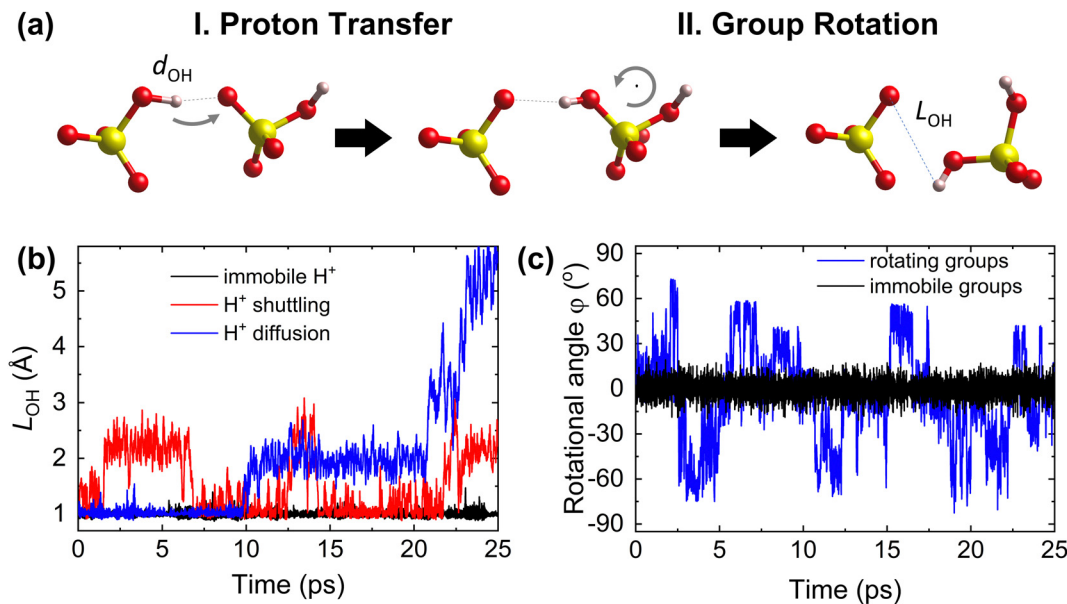 (a) I. Proton Transfer II. Group Rotation
dOH
LOH
(b)
immobile H+
H+ shuttling
H+ diffusion
LOH (Å)
5
4
3
2
1
0 5 10 15 20 25
Time (ps)
(c)
rotating groups
immobile groups
Rotational angle φ (o)
90
60
30
0
-30
-60
-90
0 5 10 15 20 25
Time (ps)